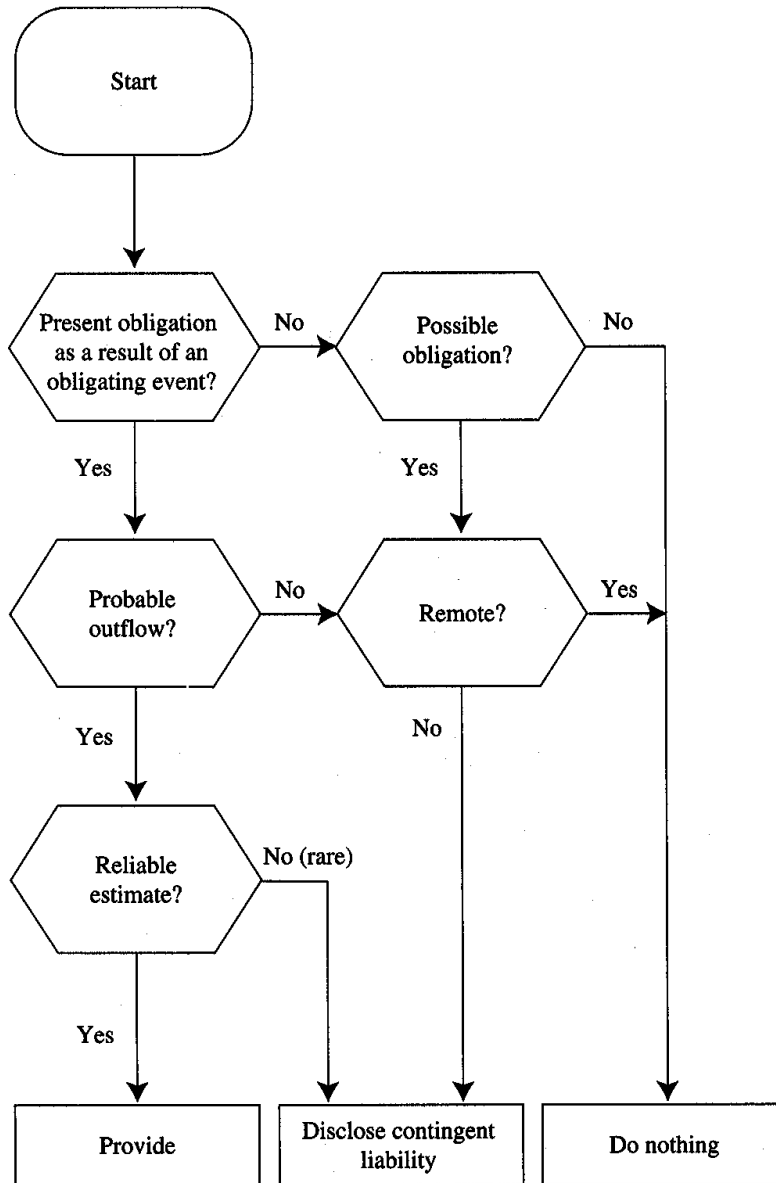 Start
Present obligation
as a result of an
obligating event?
No
Possible
obligation?
No
Yes
Yes
Probable
outflow?
No
Remote?
Yes
Yes
No
Reliable
estimate?
No (rare)
Yes
Provide
Disclose contingent
liability
Do nothing